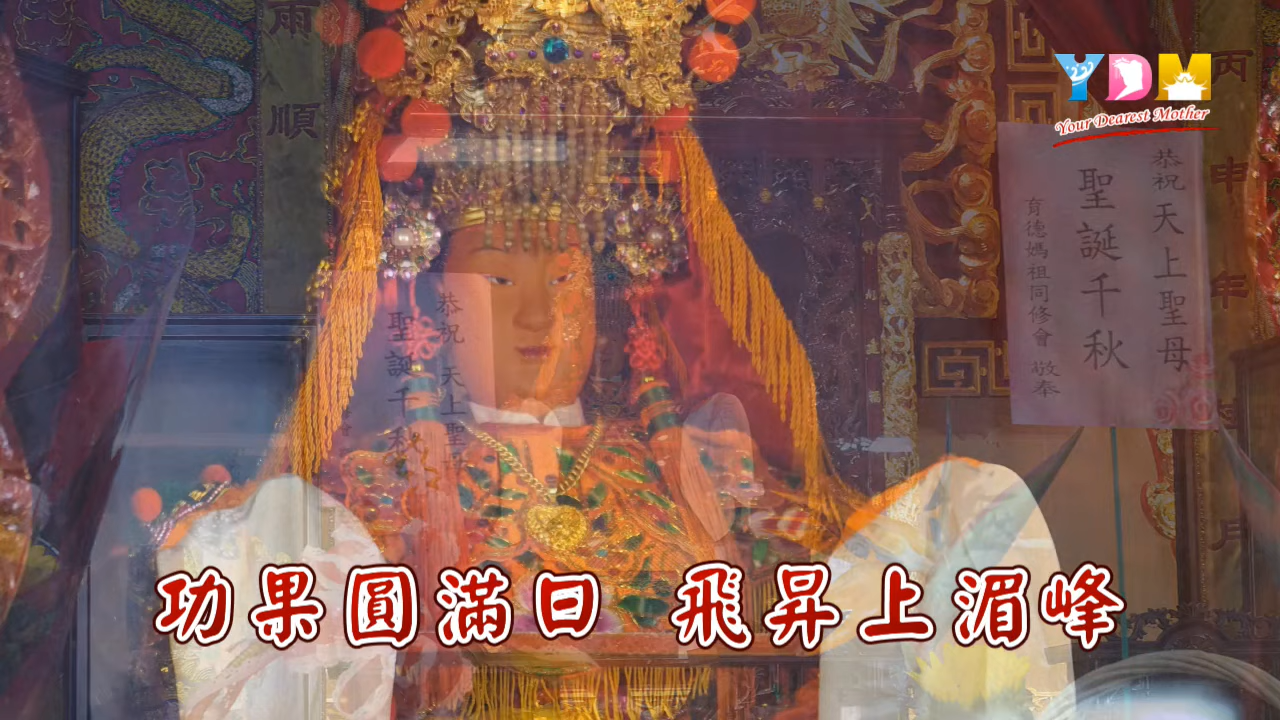 YDM
Your Dearest Mother
雨順
丙申年
月
恭祝天上聖母
聖誕千秋
育德媽祖同修會 敬奉
恭祝 天上聖
聖誕千秋
功果圓滿日 飛昇上湄峰